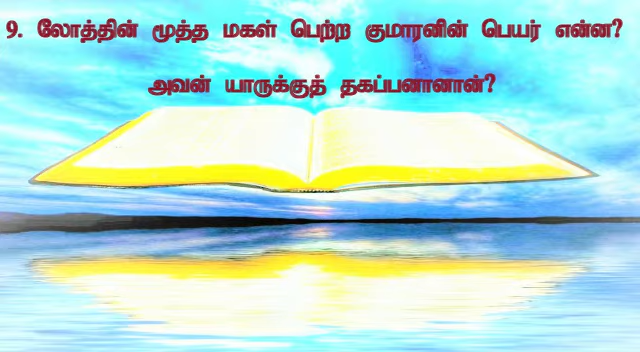 9. லோத்தின் மூத்த மகள் பெற்ற குமாரனின் பெயர் என்ன?
அவன் யாருக்குத் தகப்பனானான்?